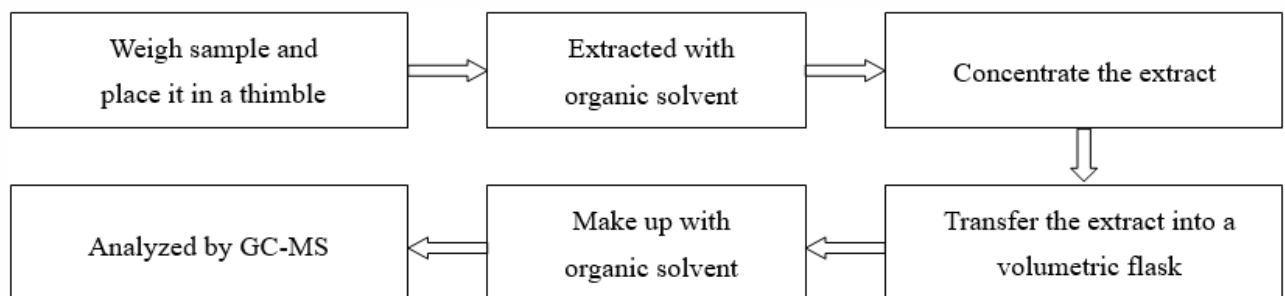 Weigh sample and
place it in a thimble
Extracted with
organic solvent
Concentrate the extract
Transfer the extract into a
volumetric flask
Make up with
organic solvent
Analyzed by GC-MS